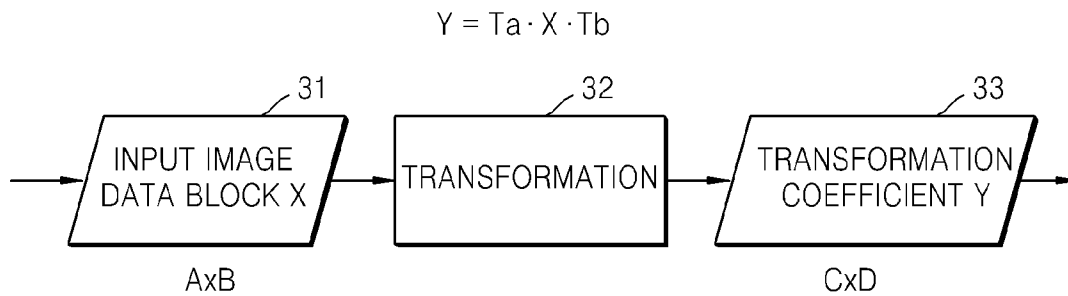 Y = Ta · X · Tb
31
32
33
INPUT IMAGE
DATA BLOCK X
TRANSFORMATION
TRANSFORMATION
COEFFICIENT Y
AxB
CxD